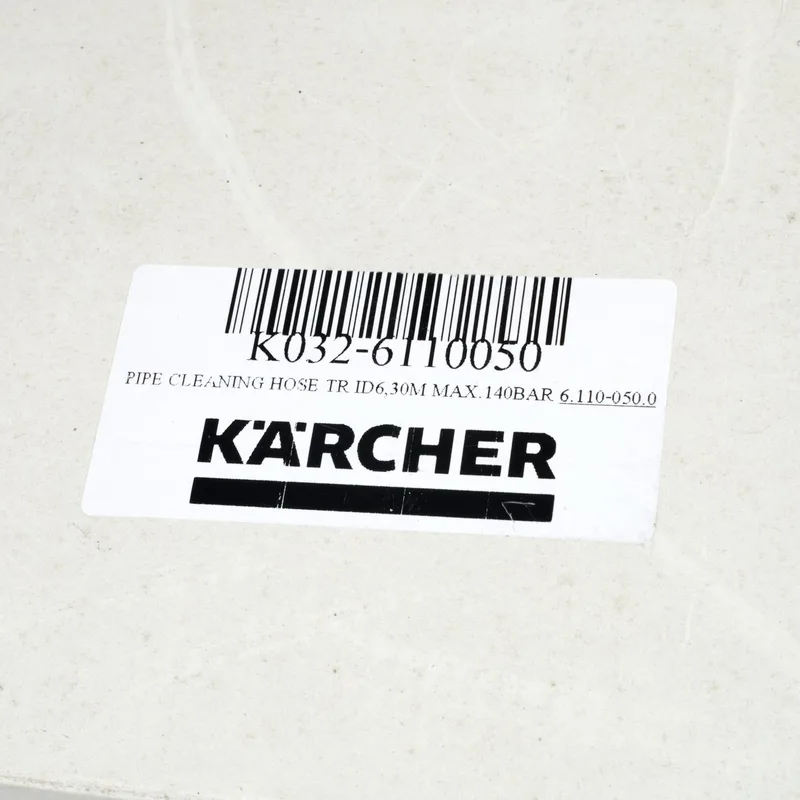 K032-6110050
PIPE CLEANING HOSE TR ID6,30M MAX.140BAR 6.110-050.0
KÄRCHER